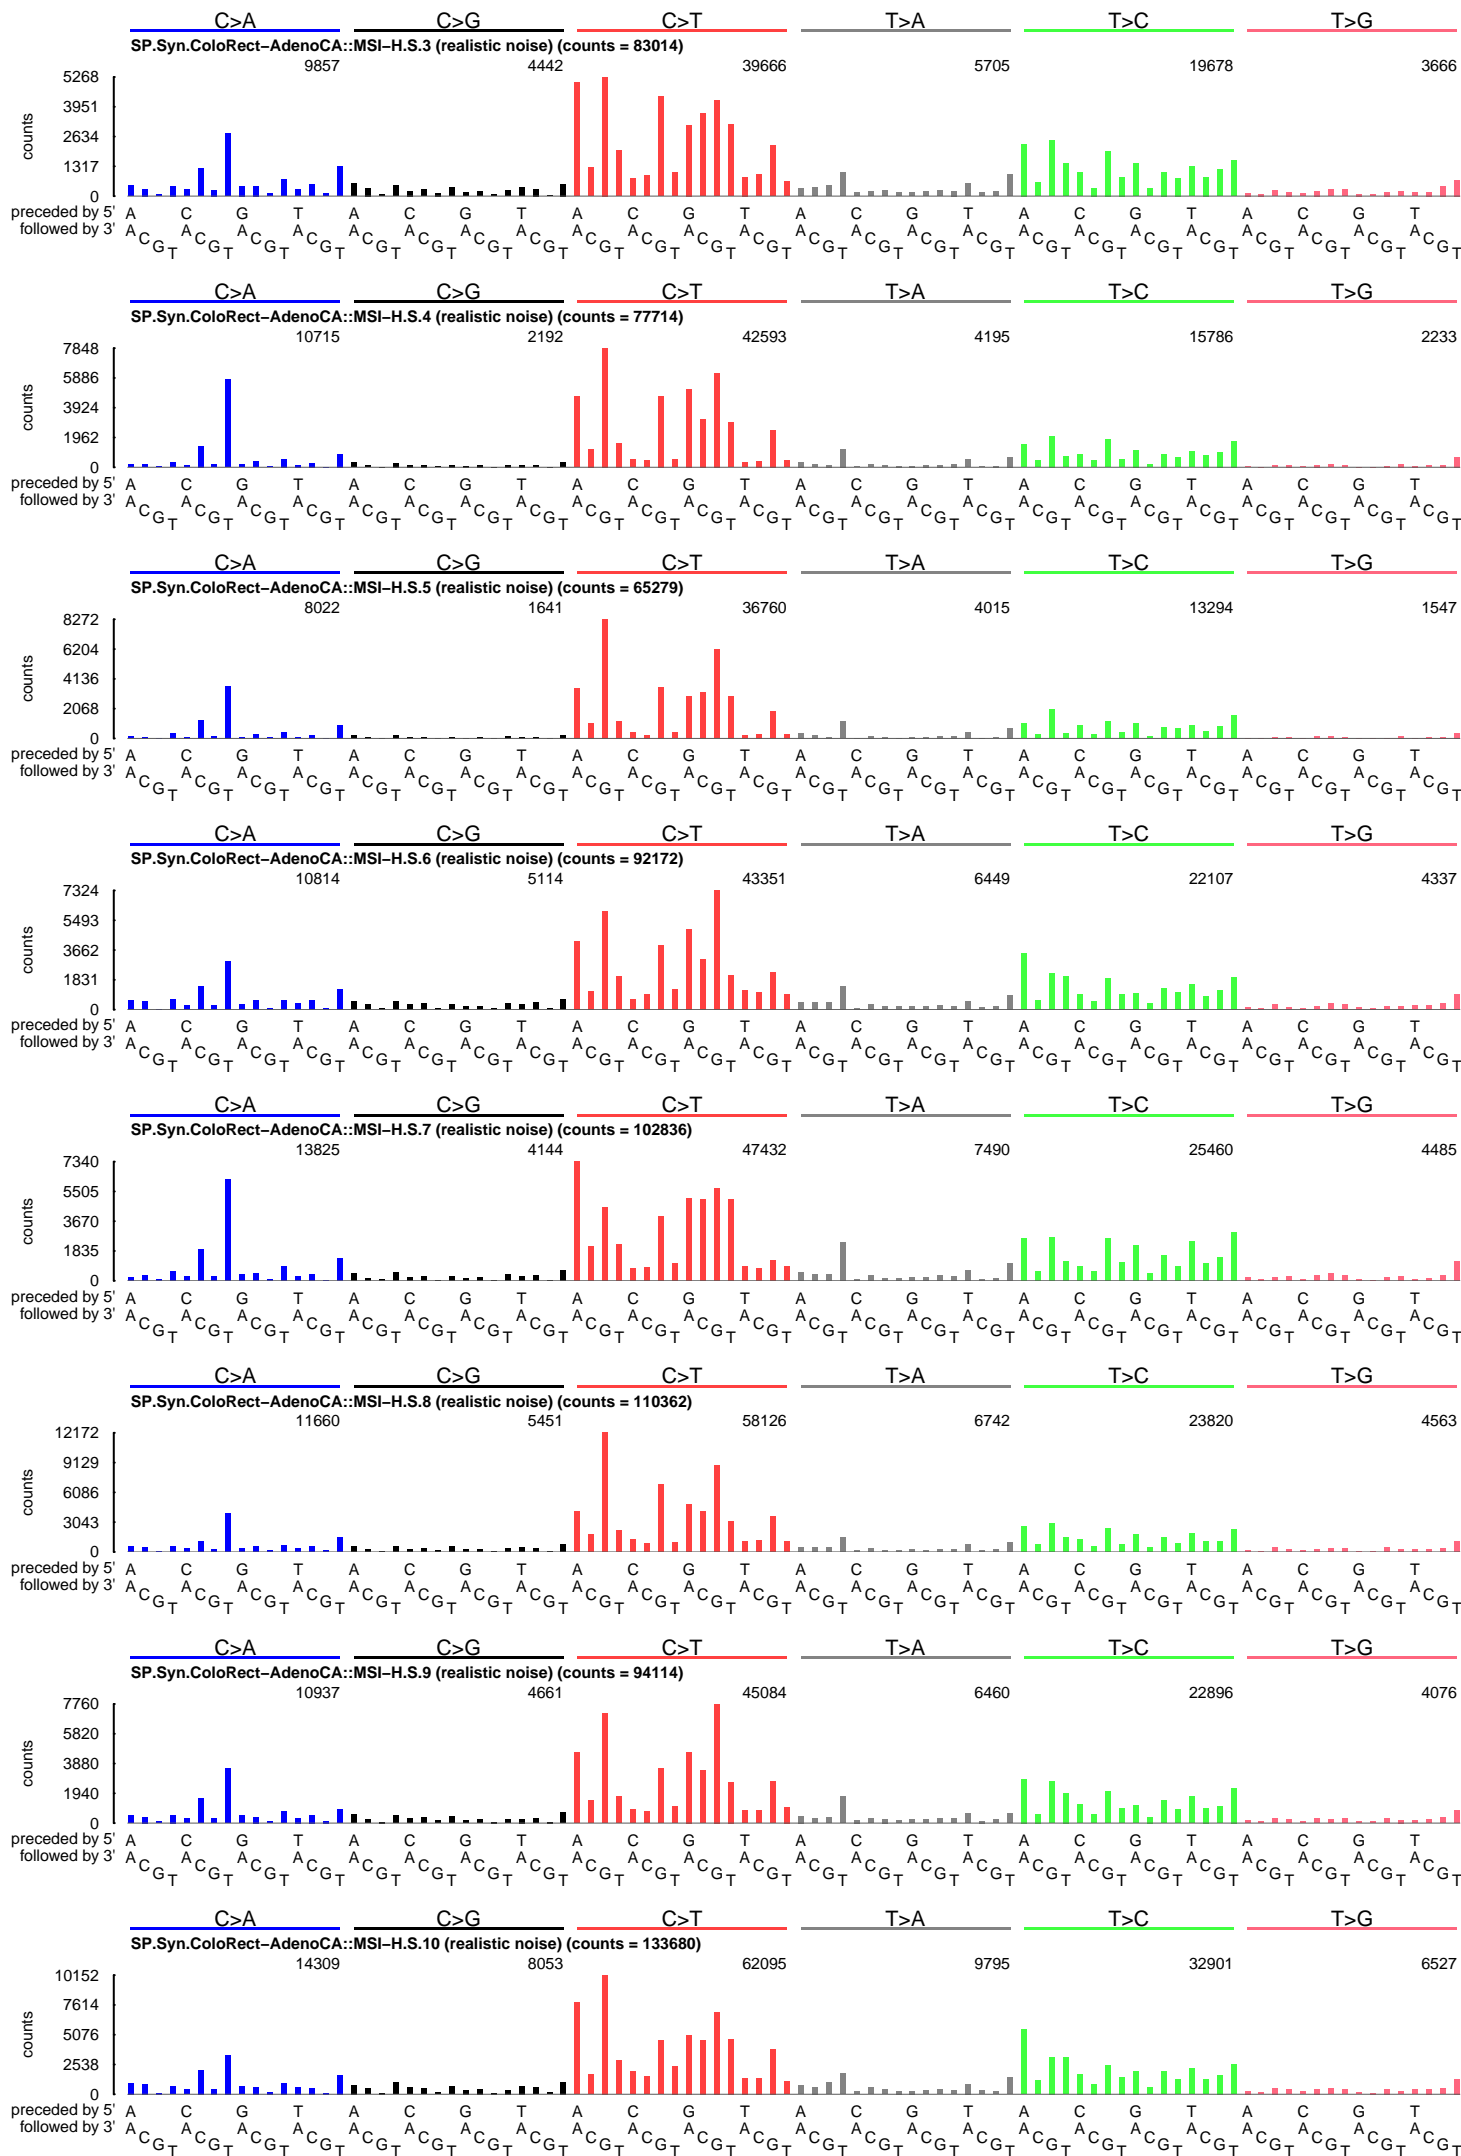 C>A C>G C>T T>A T>C T>G
SP.Syn.ColoRect−AdenoCA::MSI−H.S.3 (realistic noise) (counts = 83014)
9857 4442 39666 5705 19678 3666
5268
3951
2634
1317
0
counts
preceded by 5' A C G T A C G T A C G T A C G T A C G T A C G T
followed by 3' A C G T A C G T A C G T A C G T A C G T A C G T A C G T A C G T A C G T A C G T A C G T A C G T A C G T A C G T A C G T A C G T A C G T A C G T A C G T A C G T A C G T A C G T A C G T A C G T
C>A C>G C>T T>A T>C T>G
SP.Syn.ColoRect−AdenoCA::MSI−H.S.4 (realistic noise) (counts = 77714)
10715 2192 42593 4195 15786 2233
7848
5886
3924
1962
0
counts
preceded by 5' A C G T A C G T A C G T A C G T A C G T A C G T
followed by 3' A C G T A C G T A C G T A C G T A C G T A C G T A C G T A C G T A C G T A C G T A C G T A C G T A C G T A C G T A C G T A C G T A C G T A C G T A C G T A C G T A C G T A C G T A C G T A C G T
C>A C>G C>T T>A T>C T>G
SP.Syn.ColoRect−AdenoCA::MSI−H.S.5 (realistic noise) (counts = 65279)
8022 1641 36760 4015 13294 1547
8272
6204
4136
2068
0
counts
preceded by 5' A C G T A C G T A C G T A C G T A C G T A C G T
followed by 3' A C G T A C G T A C G T A C G T A C G T A C G T A C G T A C G T A C G T A C G T A C G T A C G T A C G T A C G T A C G T A C G T A C G T A C G T A C G T A C G T A C G T A C G T A C G T A C G T
C>A C>G C>T T>A T>C T>G
SP.Syn.ColoRect−AdenoCA::MSI−H.S.6 (realistic noise) (counts = 92172)
10814 5114 43351 6449 22107 4337
7324
5493
3662
1831
0
counts
preceded by 5' A C G T A C G T A C G T A C G T A C G T A C G T
followed by 3' A C G T A C G T A C G T A C G T A C G T A C G T A C G T A C G T A C G T A C G T A C G T A C G T A C G T A C G T A C G T A C G T A C G T A C G T A C G T A C G T A C G T A C G T A C G T A C G T
C>A C>G C>T T>A T>C T>G
SP.Syn.ColoRect−AdenoCA::MSI−H.S.7 (realistic noise) (counts = 102836)
13825 4144 47432 7490 25460 4485
7340
5505
3670
1835
0
counts
preceded by 5' A C G T A C G T A C G T A C G T A C G T A C G T
followed by 3' A C G T A C G T A C G T A C G T A C G T A C G T A C G T A C G T A C G T A C G T A C G T A C G T A C G T A C G T A C G T A C G T A C G T A C G T A C G T A C G T A C G T A C G T A C G T A C G T
C>A C>G C>T T>A T>C T>G
SP.Syn.ColoRect−AdenoCA::MSI−H.S.8 (realistic noise) (counts = 110362)
11660 5451 58126 6742 23820 4563
12172
9129
6086
3043
0
counts
preceded by 5' A C G T A C G T A C G T A C G T A C G T A C G T
followed by 3' A C G T A C G T A C G T A C G T A C G T A C G T A C G T A C G T A C G T A C G T A C G T A C G T A C G T A C G T A C G T A C G T A C G T A C G T A C G T A C G T A C G T A C G T A C G T A C G T
C>A C>G C>T T>A T>C T>G
SP.Syn.ColoRect−AdenoCA::MSI−H.S.9 (realistic noise) (counts = 94114)
10937 4661 45084 6460 22896 4076
7760
5820
3880
1940
0
counts
preceded by 5' A C G T A C G T A C G T A C G T A C G T A C G T
followed by 3' A C G T A C G T A C G T A C G T A C G T A C G T A C G T A C G T A C G T A C G T A C G T A C G T A C G T A C G T A C G T A C G T A C G T A C G T A C G T A C G T A C G T A C G T A C G T A C G T
C>A C>G C>T T>A T>C T>G
SP.Syn.ColoRect−AdenoCA::MSI−H.S.10 (realistic noise) (counts = 133680)
14309 8053 62095 9795 32901 6527
10152
7614
5076
2538
0
counts
preceded by 5' A C G T A C G T A C G T A C G T A C G T A C G T
followed by 3' A C G T A C G T A C G T A C G T A C G T A C G T A C G T A C G T A C G T A C G T A C G T A C G T A C G T A C G T A C G T A C G T A C G T A C G T A C G T A C G T A C G T A C G T A C G T A C G T